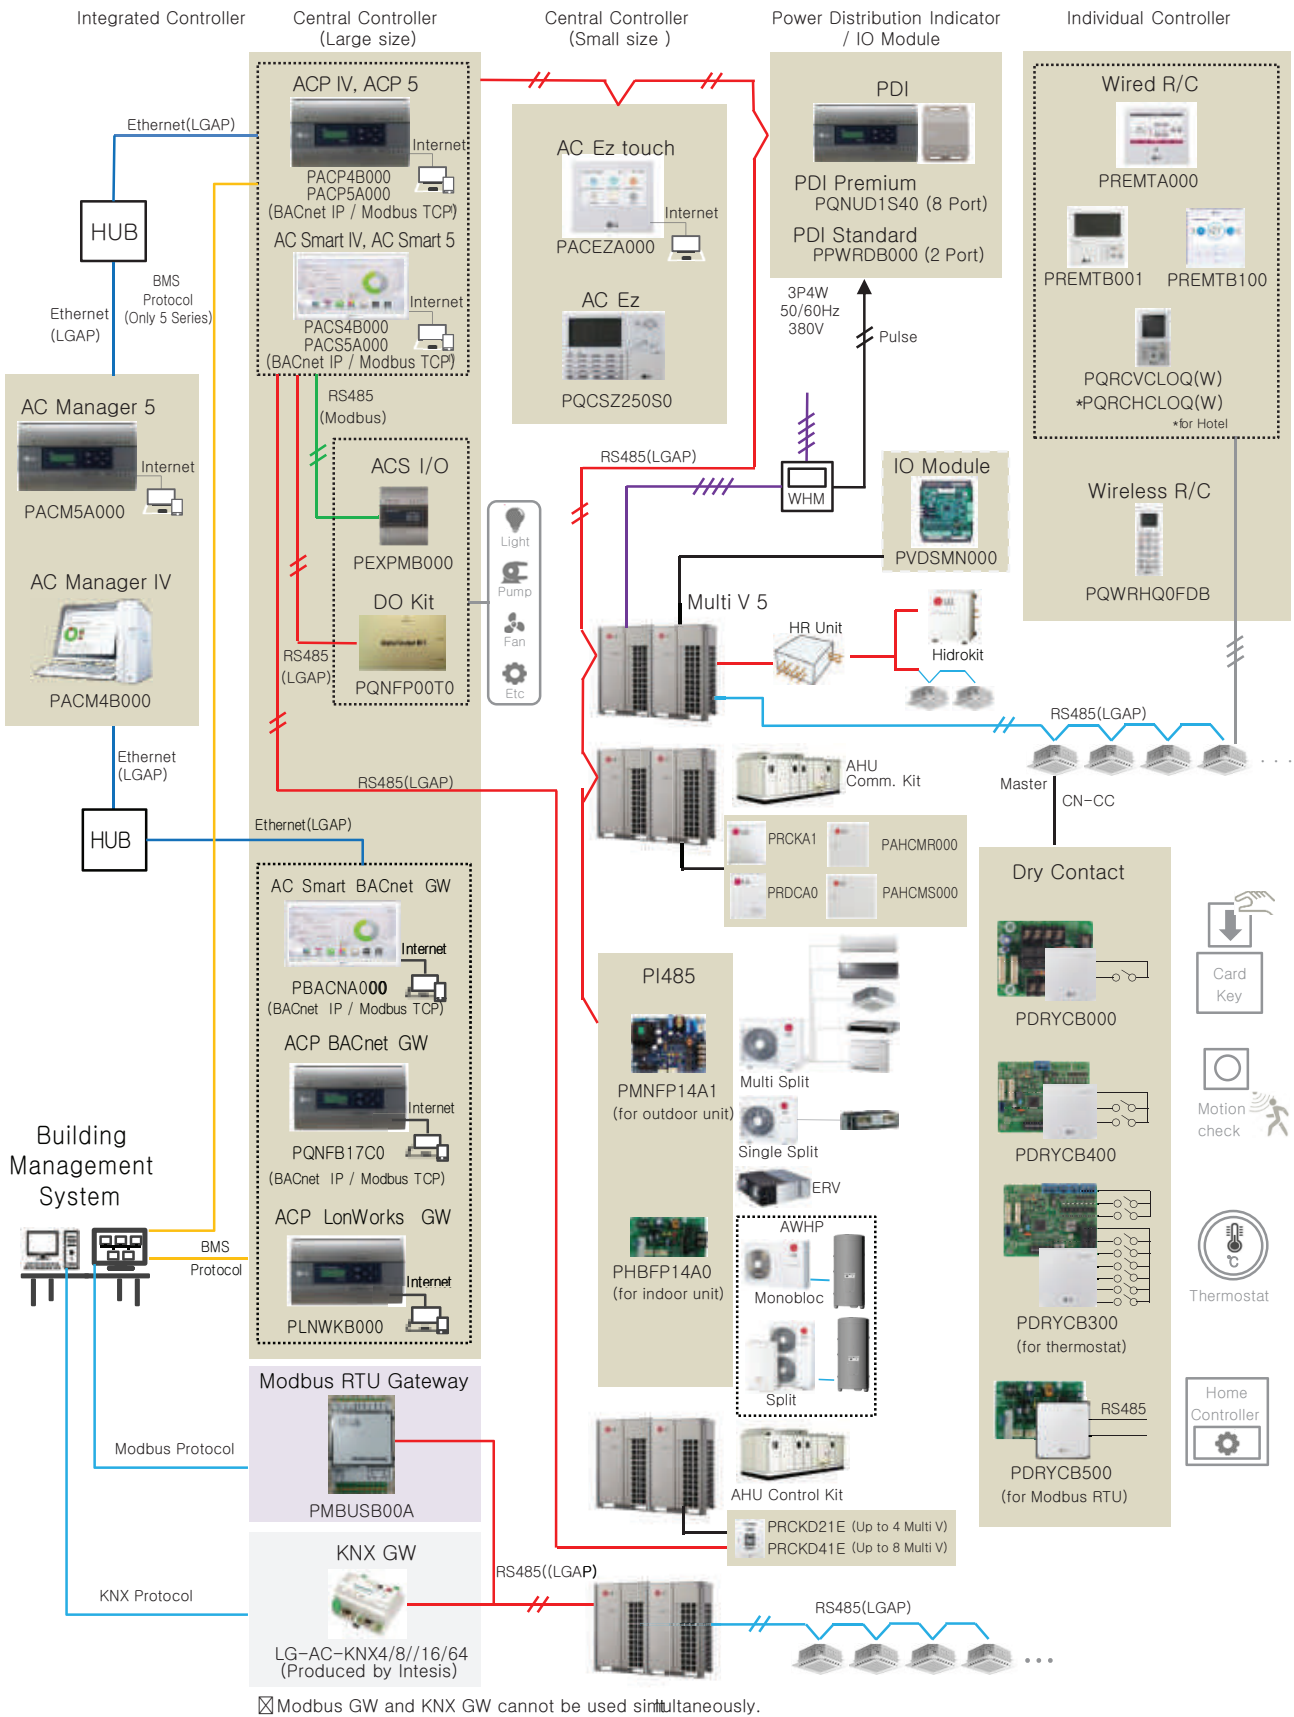 Integrated Controller
Central Controller
(Large size)
Central Controller
(Small size )
Power Distribution Indicator
/ IO Module
Individual Controller
ACP IV, ACP 5
Internet
PACP4B000
PACP5A000
(BACnet IP / Modbus TCP)
AC Smart IV, AC Smart 5
Internet
PACS4B000
PACS5A000
(BACnet IP / Modbus TCP)
Ethernet(LGAP)
HUB
Ethernet
(LGAP)
BMS
Protocol
(Only 5 Series)
AC Manager 5
Internet
PACM5A000
AC Manager IV
PACM4B000
Ethernet
(LGAP)
HUB
Ethernet(LGAP)
RS485
(Modbus)
ACS I/O
PEXPMB000
DO Kit
PQNFP00T0
RS485
(LGAP)
Light
Pump
Fan
Etc
RS485(LGAP)
AC Ez touch
Internet
PACEZA000
AC Ez
PQCSZ250S0
RS485(LGAP)
PDI
PDI Premium
PQNUD1S40 (8 Port)
PDI Standard
PPWRDB000 (2 Port)
3P4W
50/60Hz
380V
Pulse
WHM
IO Module
PVDSMN000
Wired R/C
PREMTA000
PREMTB001
PREMTB100
PQRCVCLOQ(W)
*PQRCHCLOQ(W)
*for Hotel
Wireless R/C
PQWRHQ0FDB
Multi V 5
HR Unit
Hidrokit
RS485(LGAP)
Master
CN-CC
AHU
Comm. Kit
PRCKA1
PAHCMR000
PRDCA0
PAHCMS000
PI485
PMNFP14A1
(for outdoor unit)
PHBFP14A0
(for indoor unit)
Multi Split
Single Split
ERV
AWHP
Monobloc
Split
AHU Control Kit
PRCKD21E (Up to 4 Multi V)
PRCKD41E (Up to 8 Multi V)
Dry Contact
PDRYCB000
PDRYCB400
PDRYCB300
(for thermostat)
RS485
PDRYCB500
(for Modbus RTU)
Card
Key
Motion
check
°C
Thermostat
Home
Controller
AC Smart BACnet GW
Internet
PBACNA000
(BACnet IP / Modbus TCP)
ACP BACnet GW
Internet
PQNFB17C0
(BACnet IP / Modbus TCP)
ACP LonWorks GW
Internet
PLNWKB000
Building
Management
System
BMS
Protocol
Modbus RTU Gateway
PMBUSB00A
Modbus Protocol
KNX GW
KNX Protocol
LG-AC-KNX4/8//16/64
(Produced by Intesis)
RS485((LGAP)
RS485(LGAP)
Modbus GW and KNX GW cannot be used simultaneously.